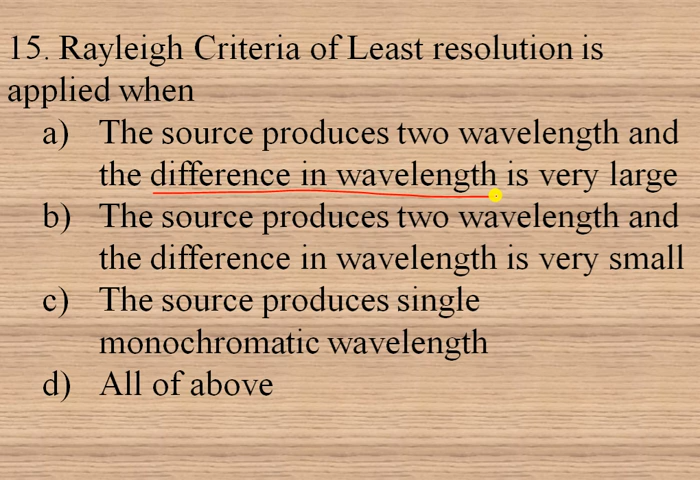 15. Rayleigh Criteria of Least resolution is
applied when
a) The source produces two wavelength and
the difference in wavelength is very large
b) The source produces two wavelength and
the difference in wavelength is very small
c) The source produces single
monochromatic wavelength
d) All of above